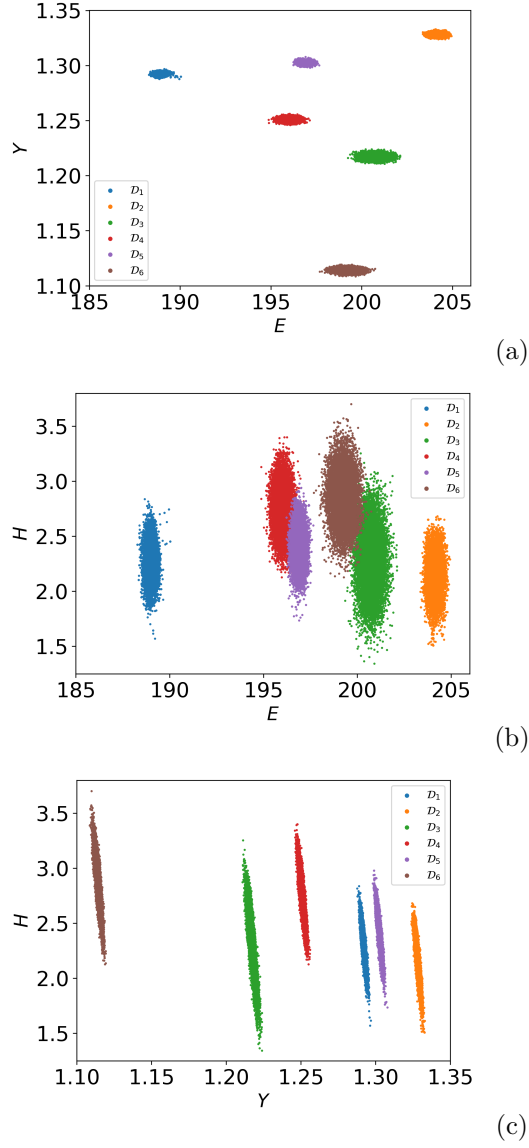 1.35
1.30
1.25
1.20
1.15
1.10
Y
𝒟₁
𝒟₂
𝒟₃
𝒟₄
𝒟₅
𝒟₆
185 190 195 200 205
E
(a)
3.5
3.0
2.5
2.0
1.5
H
𝒟₁
𝒟₂
𝒟₃
𝒟₄
𝒟₅
𝒟₆
185 190 195 200 205
E
(b)
3.5
3.0
2.5
2.0
1.5
H
𝒟₁
𝒟₂
𝒟₃
𝒟₄
𝒟₅
𝒟₆
1.10 1.15 1.20 1.25 1.30 1.35
Y
(c)